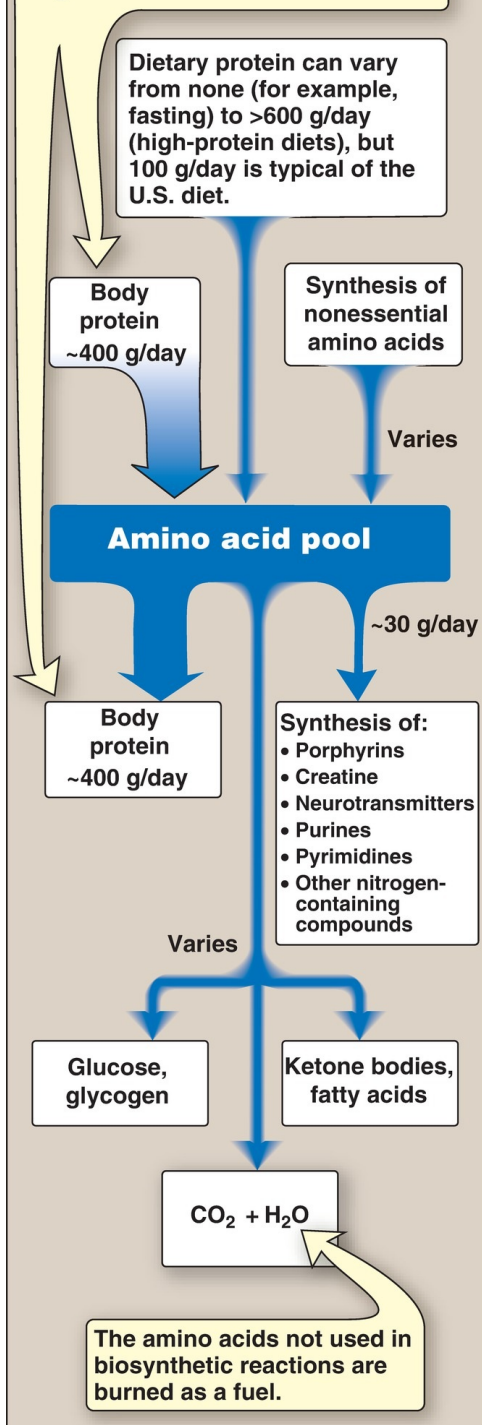 Dietary protein can vary
from none (for example,
fasting) to >600 g/day
(high-protein diets), but
100 g/day is typical of the
U.S. diet.
Body
protein
~400 g/day
Synthesis of
nonessential
amino acids
Varies
Amino acid pool
~30 g/day
Body
protein
~400 g/day
Synthesis of:
• Porphyrins
• Creatine
• Neurotransmitters
• Purines
• Pyrimidines
• Other nitrogen-
containing
compounds
Varies
Glucose,
glycogen
Ketone bodies,
fatty acids
CO₂ + H₂O
The amino acids not used in
biosynthetic reactions are
burned as a fuel.